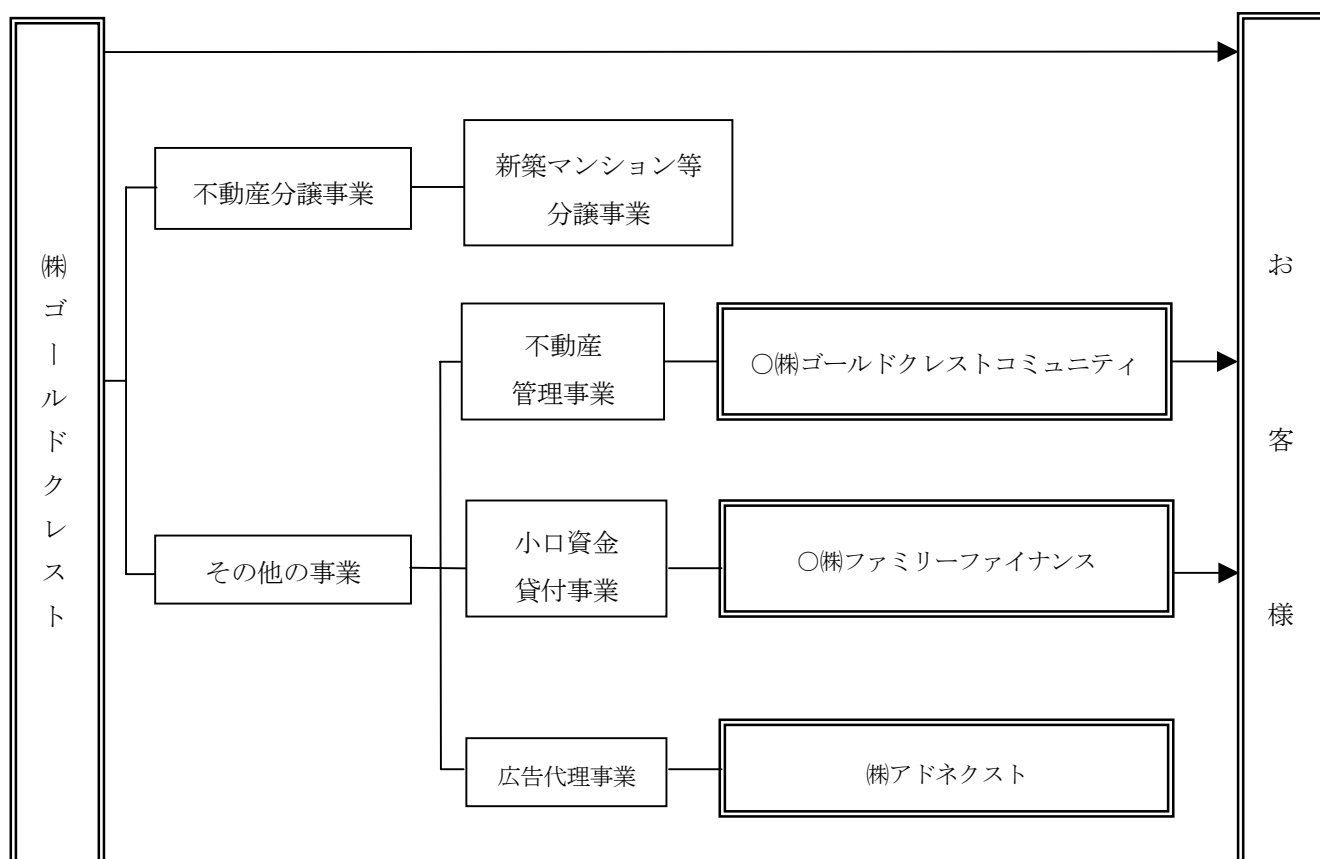 ㈱ゴールドクレスト
不動産分譲事業
新築マンション等
分譲事業
不動産
管理事業
○㈱ゴールドクレストコミュニティ
その他の事業
小口資金
貸付事業
○㈱ファミリーファイナンス
広告代理事業
㈱アドネクスト
お客様